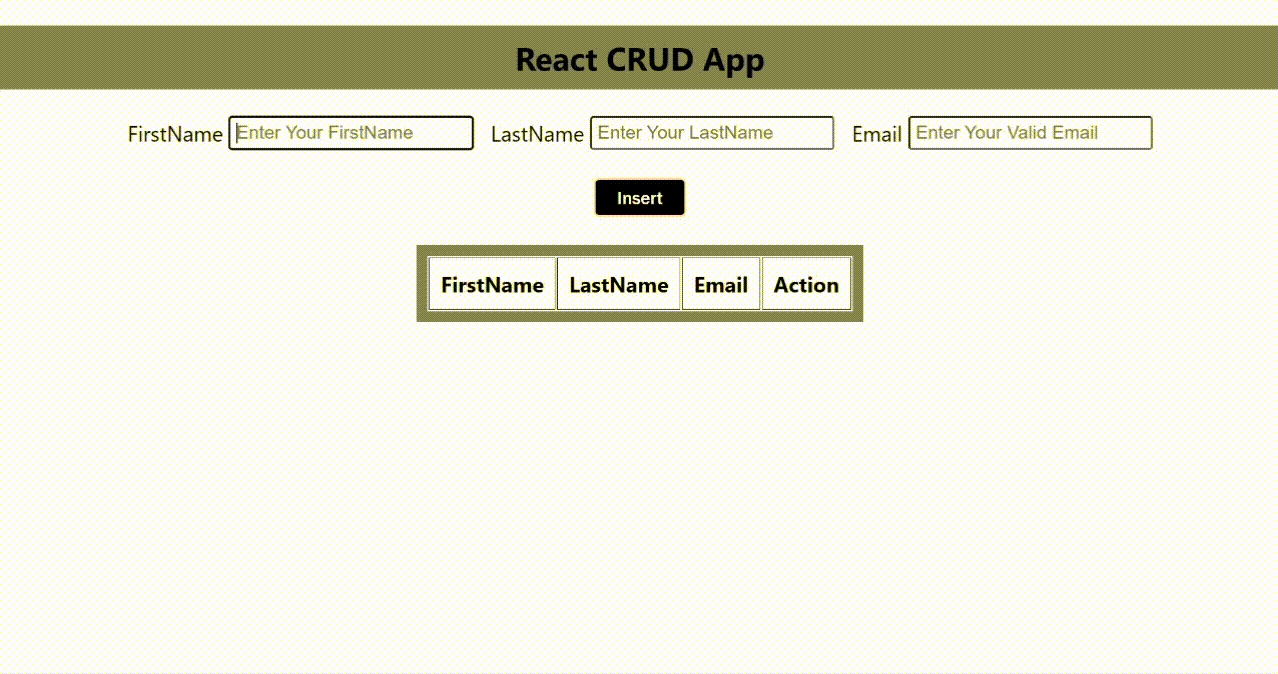 React CRUD App
FirstName Enter Your FirstName LastName Enter Your LastName Email Enter Your Valid Email
Insert
FirstName LastName Email Action